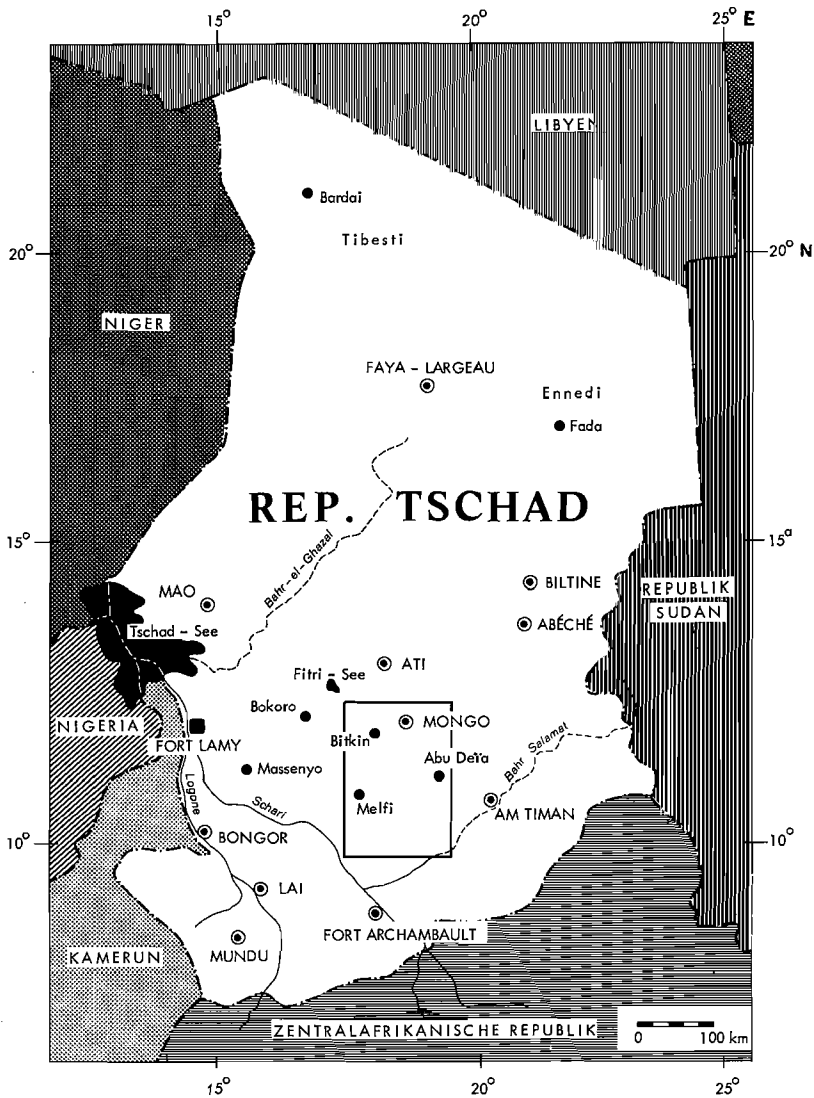 15° 20° 25° E
LIBYEN
Bardai
Tibesti
20° 20° N
NIGER
FAYA – LARGEAU
Ennedi
Fada
REP. TSCHAD
15° 15°
Bahr-el-Ghazal
BILTINE
MAO
REPUBLIK
SUDAN
ABÉCHÉ
Tschad – See
ATI
Fitri – See
Bokoro
MONGO
NIGERIA
Bitkin
FORT LAMY
Abu Deïa
Bahr Salamat
Massenyo
Logone
Schari
Melfi
AM TIMAN
BONGOR
10° 10°
LAI
FORT ARCHAMBAULT
MUNDU
KAMERUN
ZENTRALAFRIKANISCHE REPUBLIK
0 100 km
15° 20° 25°